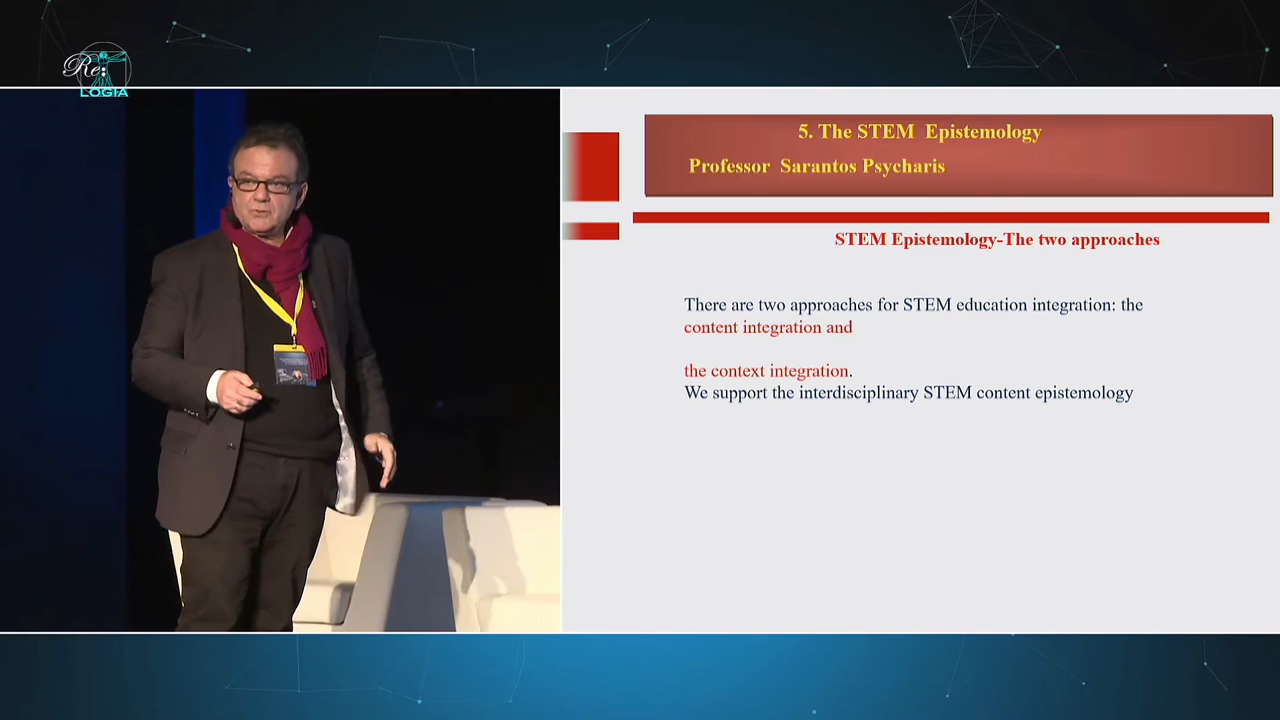 Re:
LOGIA
5. The STEM Epistemology
Professor Sarantos Psycharis
STEM Epistemology-The two approaches
There are two approaches for STEM education integration: the
content integration and
the context integration.
We support the interdisciplinary STEM content epistemology